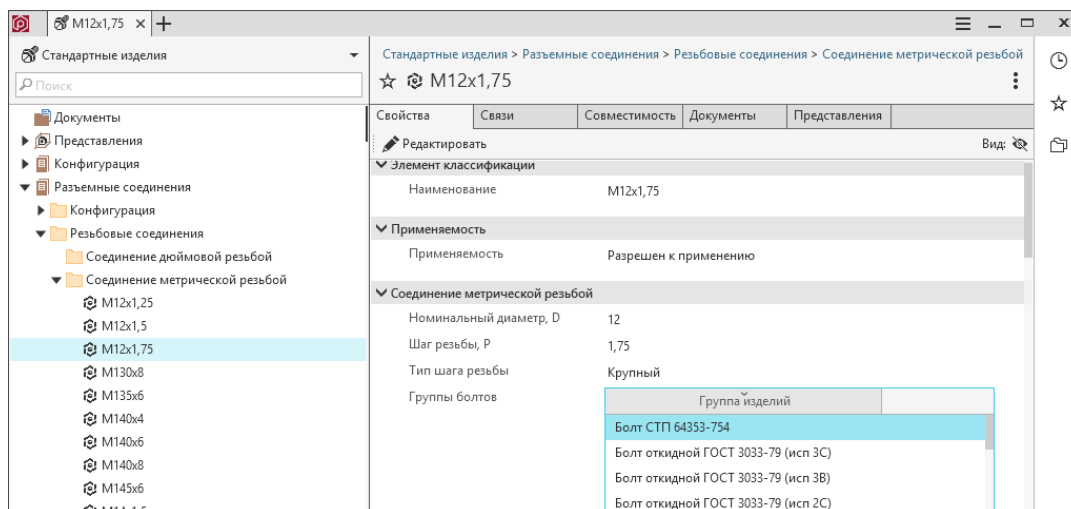 M12x1,75
Стандартные изделия
Поиск
Документы
Представления
Конфигурация
Разъемные соединения
Конфигурация
Резьбовые соединения
Соединение дюймовой резьбой
Соединение метрической резьбой
M12x1,25
M12x1,5
M12x1,75
M130x8
M135x6
M140x4
M140x6
M140x8
M145x6
Стандартные изделия > Разъемные соединения > Резьбовые соединения > Соединение метрической резьбой
M12x1,75
Свойства Связи Совместимость Документы Представления
Редактировать Вид:
Элемент классификации
Наименование M12x1,75
Применяемость
Применяемость Разрешен к применению
Соединение метрической резьбой
Номинальный диаметр, D 12
Шаг резьбы, P 1,75
Тип шага резьбы Крупный
Группы болтов Группа изделий
Болт СТП 64353-754
Болт откидной ГОСТ 3033-79 (исп 3С)
Болт откидной ГОСТ 3033-79 (исп 3В)
Болт откидной ГОСТ 3033-79 (исп 2С)